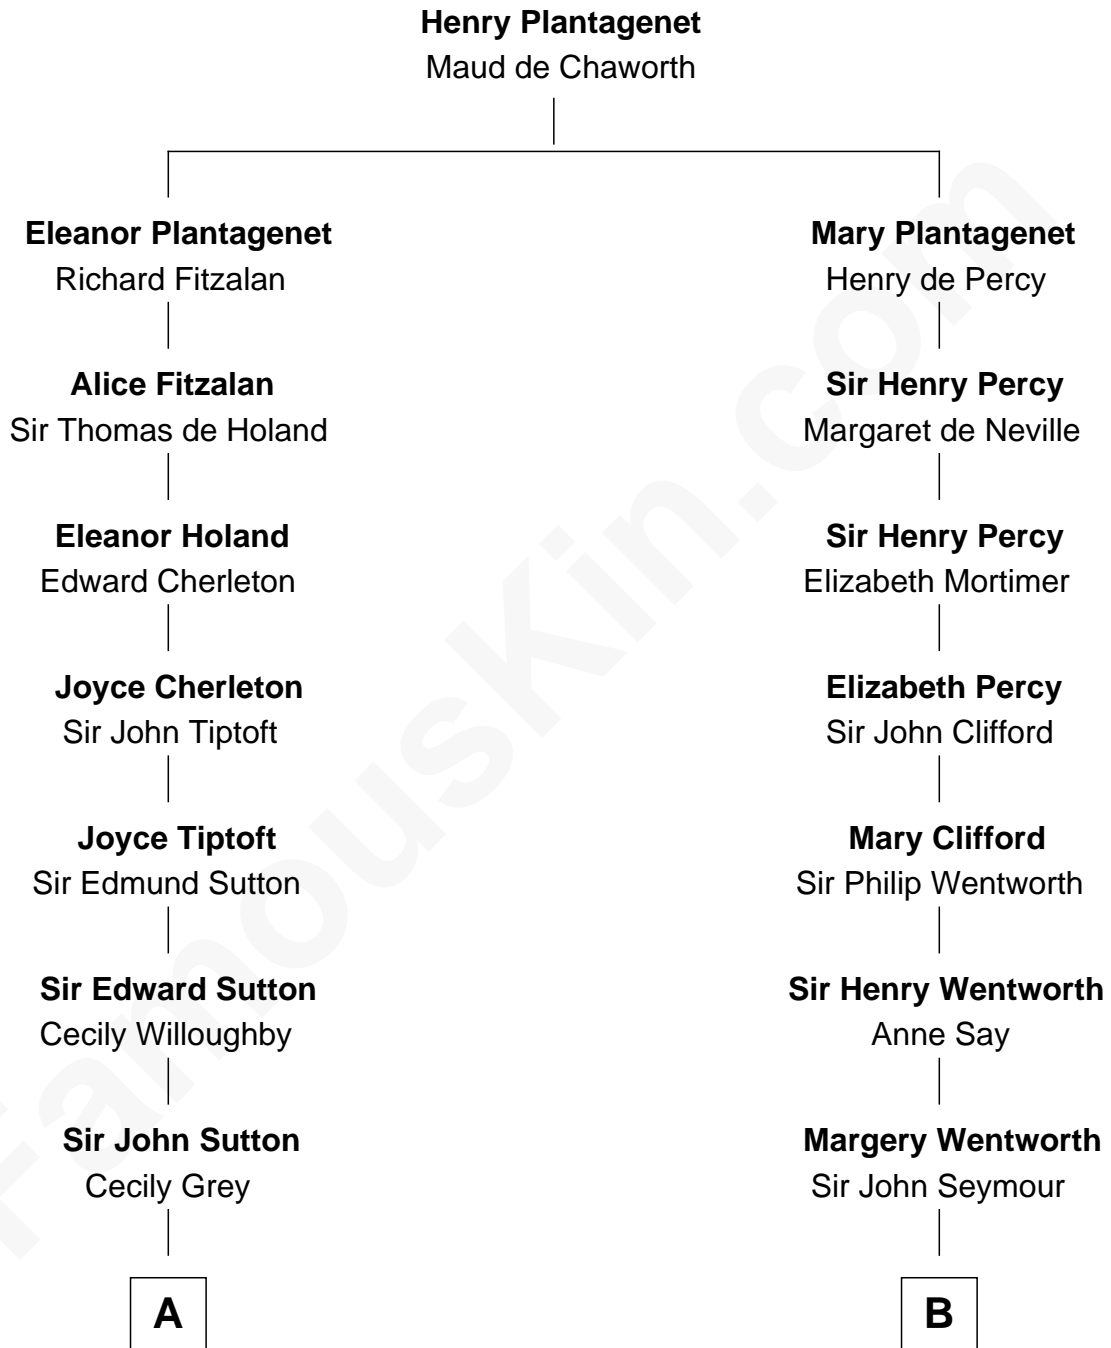 Henry Plantagenet
Maud de Chaworth
Eleanor Plantagenet
Richard Fitzalan
Alice Fitzalan
Sir Thomas de Holand
Eleanor Holand
Edward Cherleton
Joyce Cherleton
Sir John Tiptoft
Joyce Tiptoft
Sir Edmund Sutton
Sir Edward Sutton
Cecily Willoughby
Sir John Sutton
Cecily Grey
A
Mary Plantagenet
Henry de Percy
Sir Henry Percy
Margaret de Neville
Sir Henry Percy
Elizabeth Mortimer
Elizabeth Percy
Sir John Clifford
Mary Clifford
Sir Philip Wentworth
Sir Henry Wentworth
Anne Say
Margery Wentworth
Sir John Seymour
B
FamousKin.com